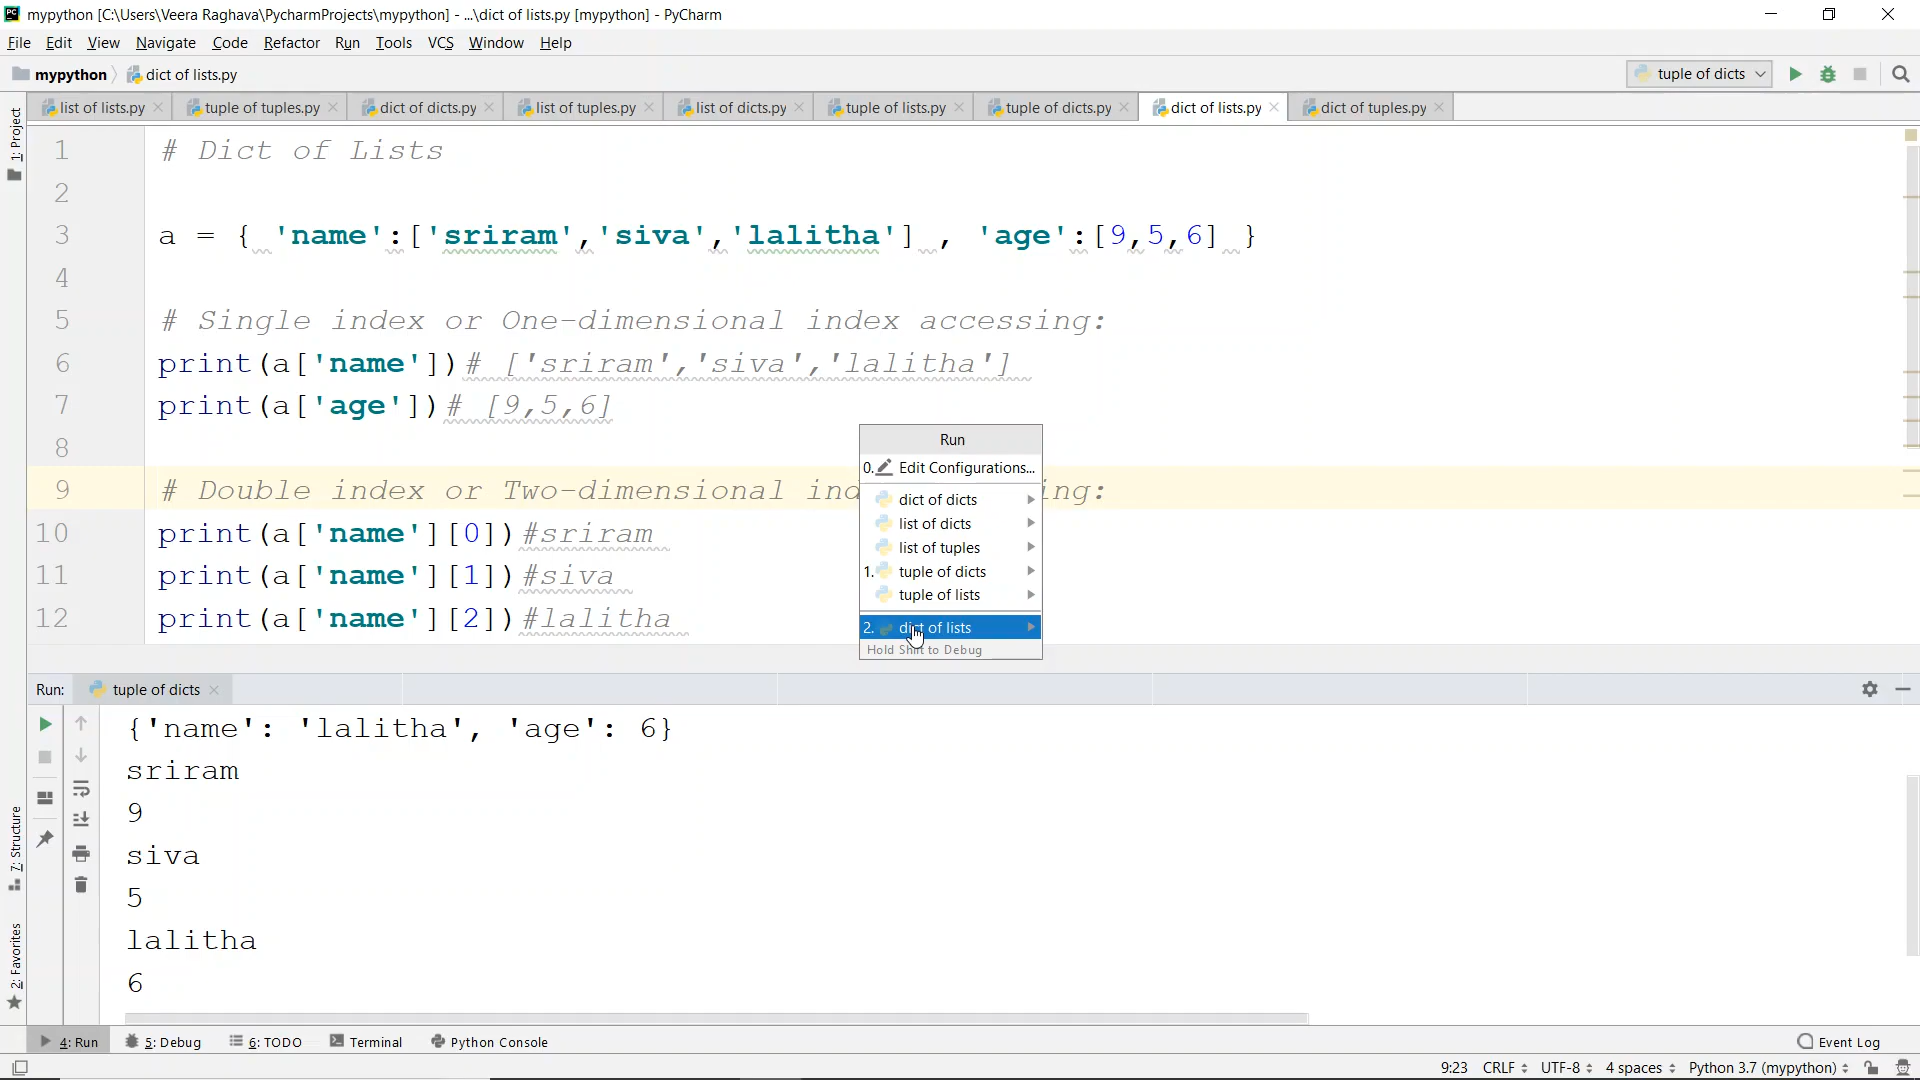 mypython [C:\Users\Veera Raghava\PycharmProjects\mypython] - ...\dict of lists.py [mypython] - PyCharm
File Edit View Navigate Code Refactor Run Tools VCS Window Help
mypython dict of lists.py tuple of dicts
list of lists.py tuple of tuples.py dict of dicts.py list of tuples.py list of dicts.py tuple of lists.py tuple of dicts.py dict of lists.py dict of tuples.py
1: Project
1 # Dict of Lists
2
3 a = { 'name':['sriram','siva','lalitha'] , 'age':[9,5,6] }
4
5 # Single index or One-dimensional index accessing:
6 print(a['name'])# ['sriram','siva','lalitha']
7 print(a['age'])# [9,5,6]
8
9 # Double index or Two-dimensional ind ing:
10 print(a['name'][0])#sriram
11 print(a['name'][1])#siva
12 print(a['name'][2])#lalitha
Run
0. Edit Configurations...
dict of dicts
list of dicts
list of tuples
1. tuple of dicts
tuple of lists
2. dict of lists
Hold Shift to Debug
Run: tuple of dicts
{'name': 'lalitha', 'age': 6}
sriram
9
siva
5
lalitha
6
7: Structure
2: Favorites
4: Run 5: Debug 6: TODO Terminal Python Console Event Log
9:23 CRLF UTF-8 4 spaces Python 3.7 (mypython)